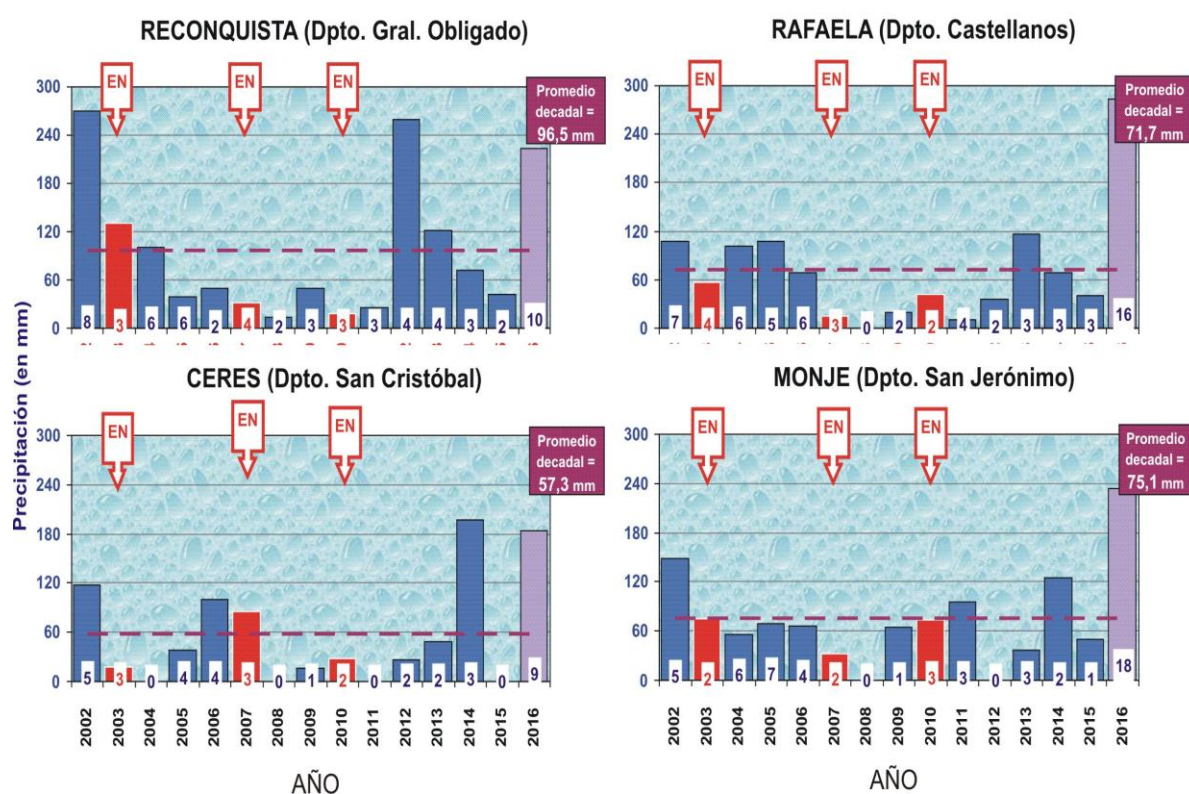 RECONQUISTA (Dpto. Gral. Obligado)
EN EN EN
Promedio
decadal =
96,5 mm
300
240
180
120
60
0
8 3 6 6 2 4 2 3 3 3 4 4 3 2 10
RAFAELA (Dpto. Castellanos)
EN EN EN
Promedio
decadal =
71,7 mm
300
240
180
120
60
0
7 4 6 5 6 3 0 2 2 4 2 3 3 3 16
Precipitación (en mm)
CERES (Dpto. San Cristóbal)
EN EN EN
Promedio
decadal =
57,3 mm
300
240
180
120
60
0
5 3 0 4 4 3 0 1 2 0 2 2 3 0 9
2002 2003 2004 2005 2006 2007 2008 2009 2010 2011 2012 2013 2014 2015 2016
AÑO
MONJE (Dpto. San Jerónimo)
EN EN EN
Promedio
decadal =
75,1 mm
300
240
180
120
60
0
5 2 6 7 4 2 0 1 3 3 0 3 2 1 18
2002 2003 2004 2005 2006 2007 2008 2009 2010 2011 2012 2013 2014 2015 2016
AÑO